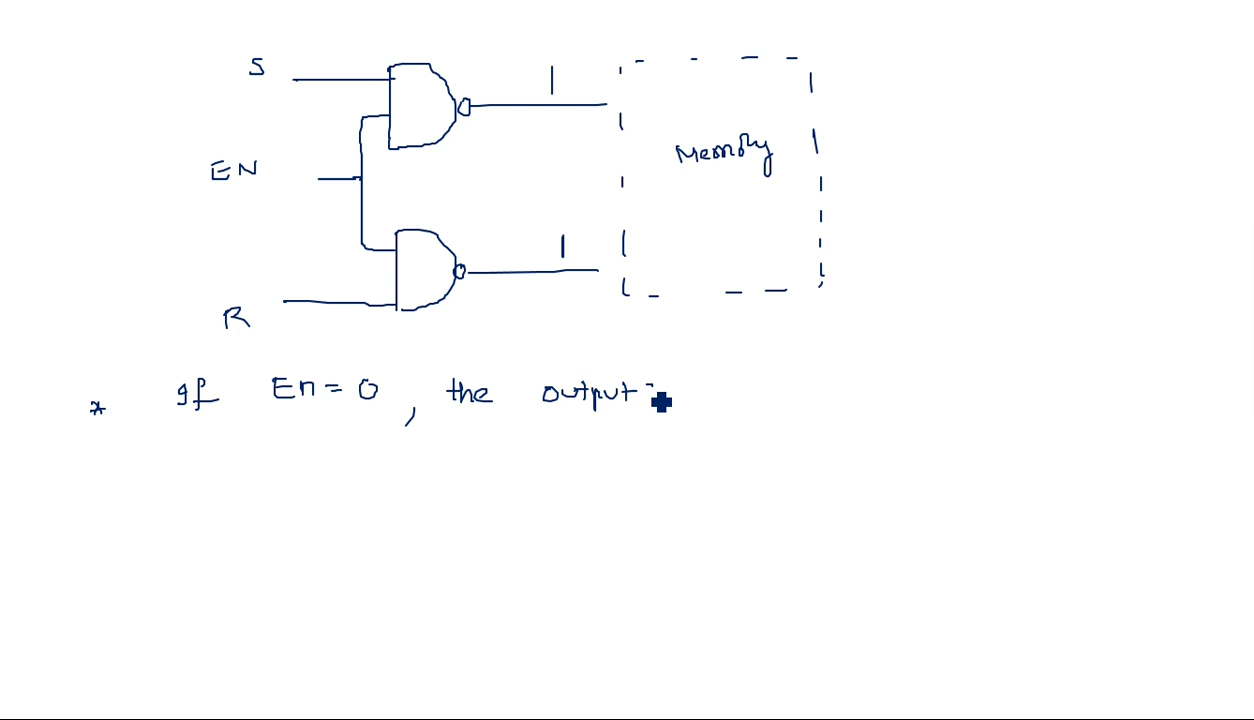 S
1
Memory
EN
1
R
* If En = 0, the output